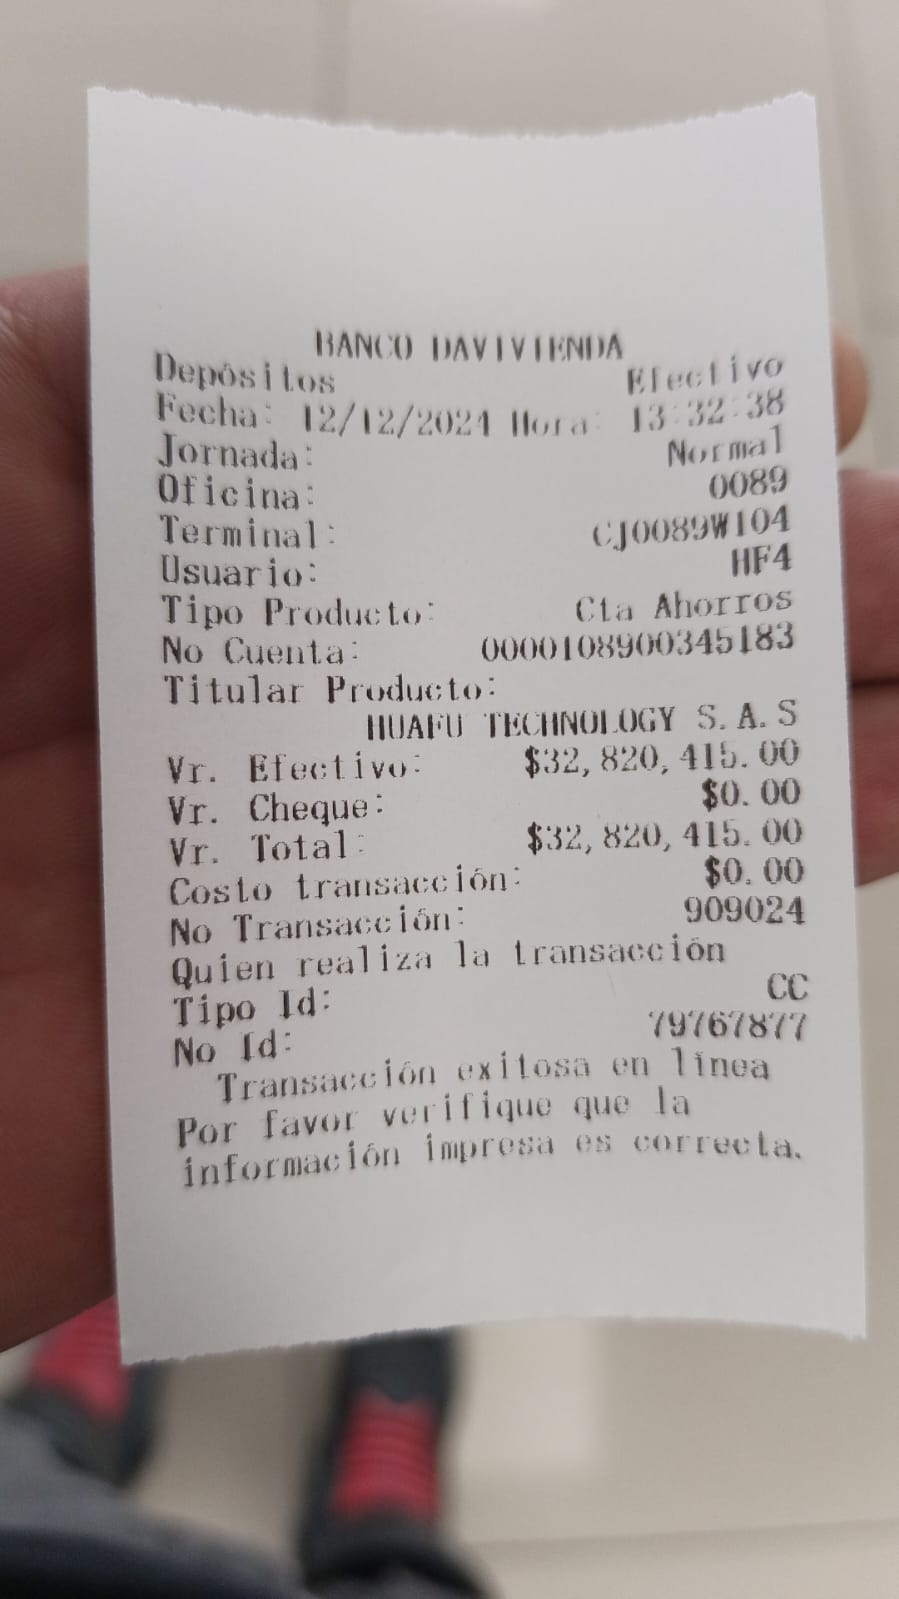 BANCO DAVIVIENDA
Depósitos Efectivo
Fecha: 12/12/2024 Hora: 13:32:38
Jornada: Normal
Oficina: 0089
Terminal: CJ0089W104
Usuario: HF4
Tipo Producto: Cta Ahorros
No Cuenta: 0000108900345183
Titular Producto:
HUAFU TECHNOLOGY S.A.S
Vr. Efectivo: $32,820,415.00
Vr. Cheque: $0.00
Vr. Total: $32,820,415.00
Costo transacción: $0.00
No Transacción: 909024
Quien realiza la transacción
Tipo Id: CC
No Id: 79767877
Transacción exitosa en línea
Por favor verifique que la
información impresa es correcta.